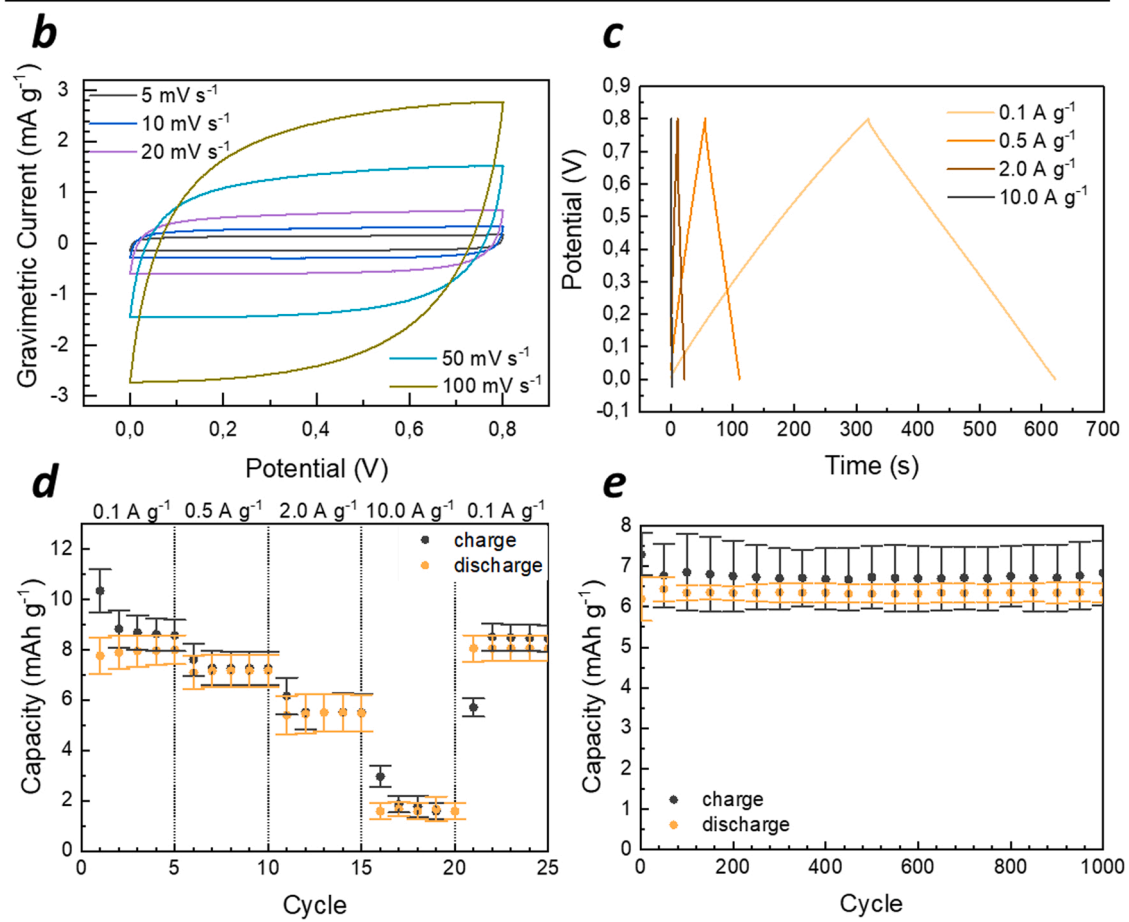 b
3
2
1
0
-1
-2
-3
Gravimetric Current (mA g⁻¹)
5 mV s⁻¹
10 mV s⁻¹
20 mV s⁻¹
50 mV s⁻¹
100 mV s⁻¹
0,0 0,2 0,4 0,6 0,8
Potential (V)
c
0,9
0,8
0,7
0,6
0,5
0,4
0,3
0,2
0,1
0,0
-0,1
Potential (V)
0.1 A g⁻¹
0.5 A g⁻¹
2.0 A g⁻¹
10.0 A g⁻¹
0 100 200 300 400 500 600 700
Time (s)
d
0.1 A g⁻¹ 0.5 A g⁻¹ 2.0 A g⁻¹ 10.0 A g⁻¹ 0.1 A g⁻¹
12
10
8
6
4
2
0
Capacity (mAh g⁻¹)
charge
discharge
0 5 10 15 20 25
Cycle
e
8
7
6
5
4
3
2
1
0
Capacity (mAh g⁻¹)
charge
discharge
0 200 400 600 800 1000
Cycle